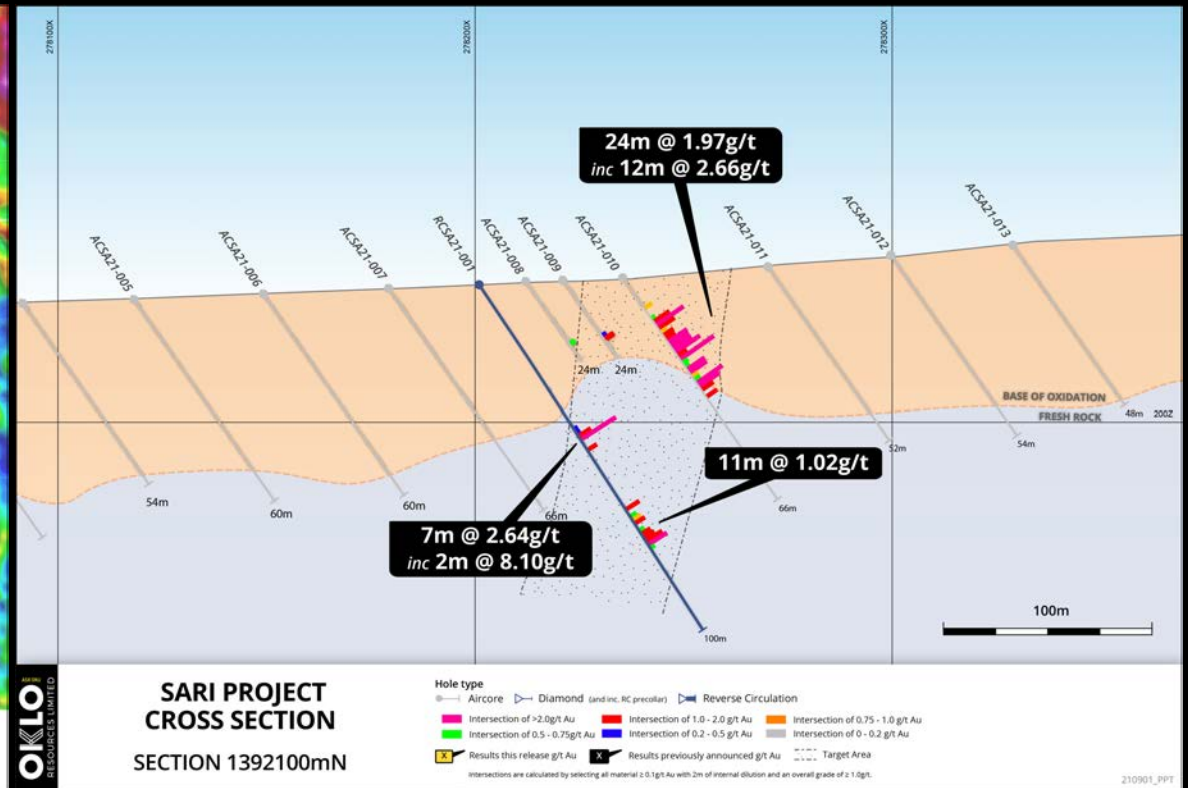 278100X
278200X
278300X
24m @ 1.97g/t
inc 12m @ 2.66g/t
ACSA21-005
ACSA21-006
ACSA21-007
RCSA21-001
ACSA21-008
ACSA21-009
ACSA21-010
ACSA21-011
ACSA21-012
ACSA21-013
24m
24m
BASE OF OXIDATION
FRESH ROCK
48m
200Z
52m
54m
11m @ 1.02g/t
54m
60m
60m
66m
66m
7m @ 2.64g/t
inc 2m @ 8.10g/t
100m
100m
ASX OKU
OKLO
RESOURCES LIMITED
SARI PROJECT
CROSS SECTION
SECTION 1392100mN
Hole type
Aircore
Diamond (and inc. RC precollar)
Reverse Circulation
Intersection of >2.0g/t Au
Intersection of 1.0 - 2.0 g/t Au
Intersection of 0.75 - 1.0 g/t Au
Intersection of 0.5 - 0.75g/t Au
Intersection of 0.2 - 0.5g/t Au
Intersection of 0 - 0.2 g/t Au
X Results this release g/t Au
X Results previously announced g/t Au
Target Area
Intersections are calculated by selecting all material ≥ 0.1g/t Au with 2m of internal dilution and an overall grade of ≥ 1.0g/t.
210901_PPT